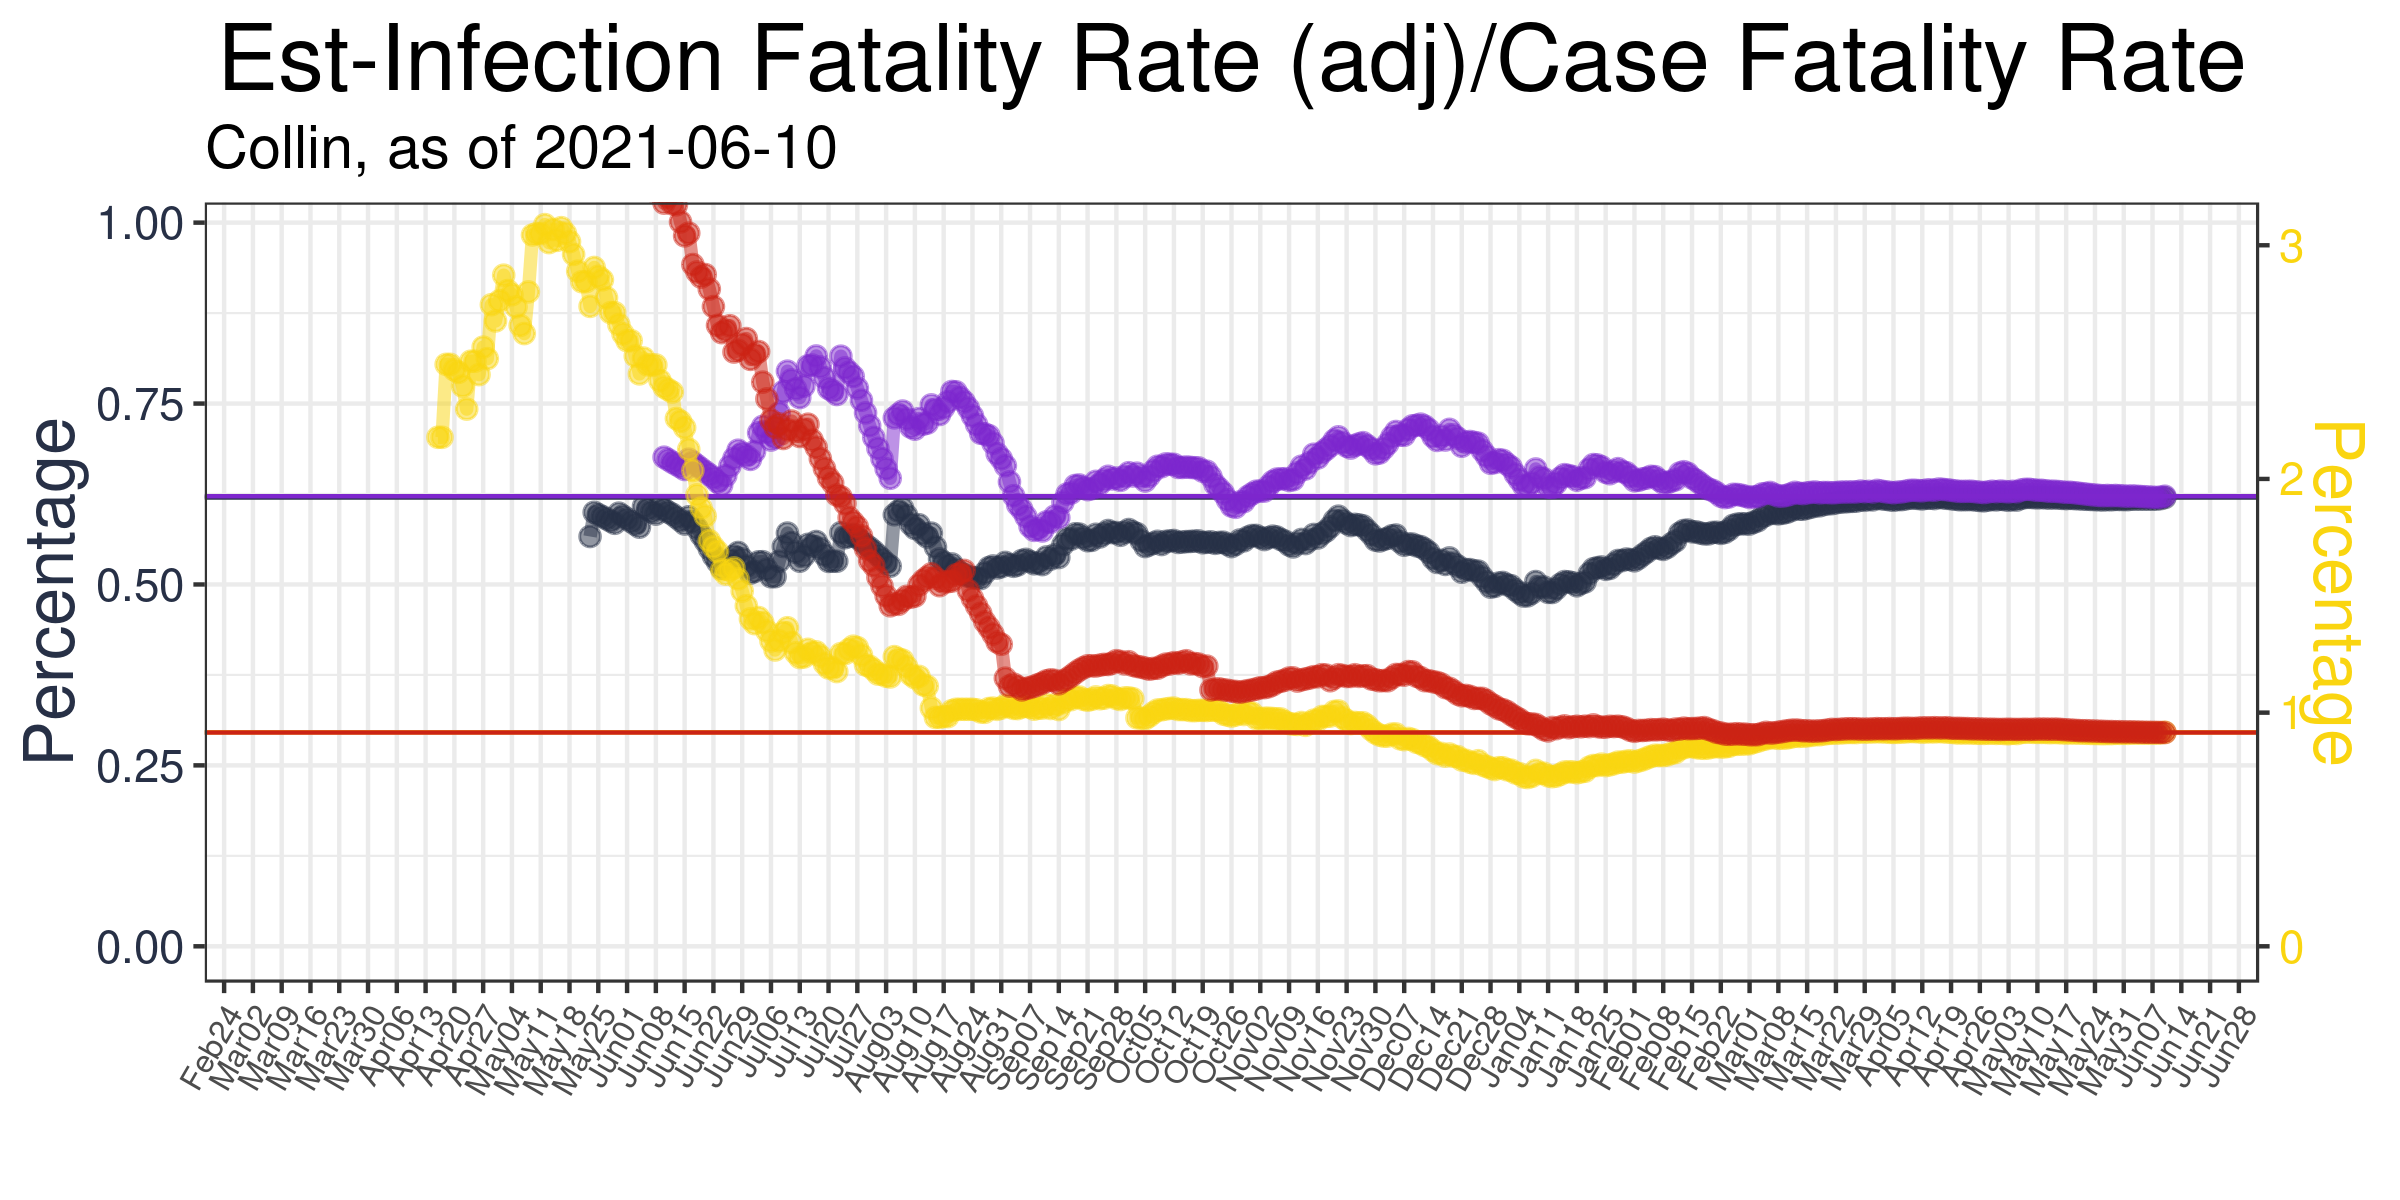 Est-Infection Fatality Rate (adj)/Case Fatality Rate
Collin, as of 2021-06-10
Percentage
1.00
0.75
0.50
0.25
0.00
3
2
1
0
Percentage
Feb24
Mar02
Mar09
Mar16
Mar23
Mar30
Apr06
Apr13
Apr20
Apr27
May04
May11
May18
May25
Jun01
Jun08
Jun15
Jun22
Jun29
Jul06
Jul13
Jul20
Jul27
Aug03
Aug10
Aug17
Aug24
Aug31
Sep07
Sep14
Sep21
Sep28
Oct05
Oct12
Oct19
Oct26
Nov02
Nov09
Nov16
Nov23
Nov30
Dec07
Dec14
Dec21
Dec28
Jan04
Jan11
Jan18
Jan25
Feb01
Feb08
Feb15
Feb22
Mar01
Mar08
Mar15
Mar22
Mar29
Apr05
Apr12
Apr19
Apr26
May03
May10
May17
May24
May31
Jun07
Jun14
Jun21
Jun28